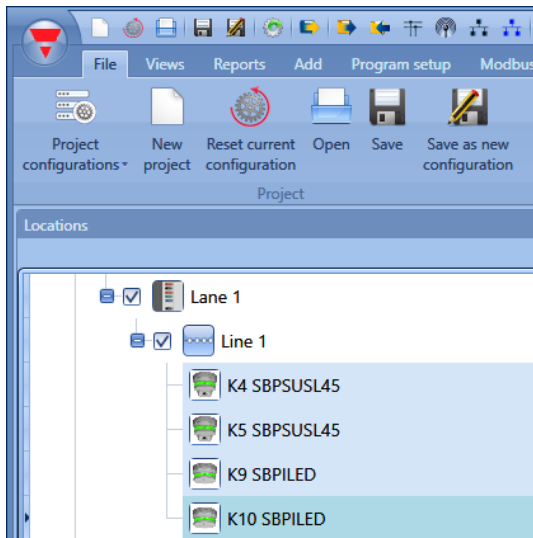 File Views Reports Add Program setup Modbus
Project configurations
New project
Reset current configuration
Open
Save
Save as new configuration
Project
Locations
Lane 1
Line 1
K4 SBPSUSL45
K5 SBPSUSL45
K9 SBPILED
K10 SBPILED